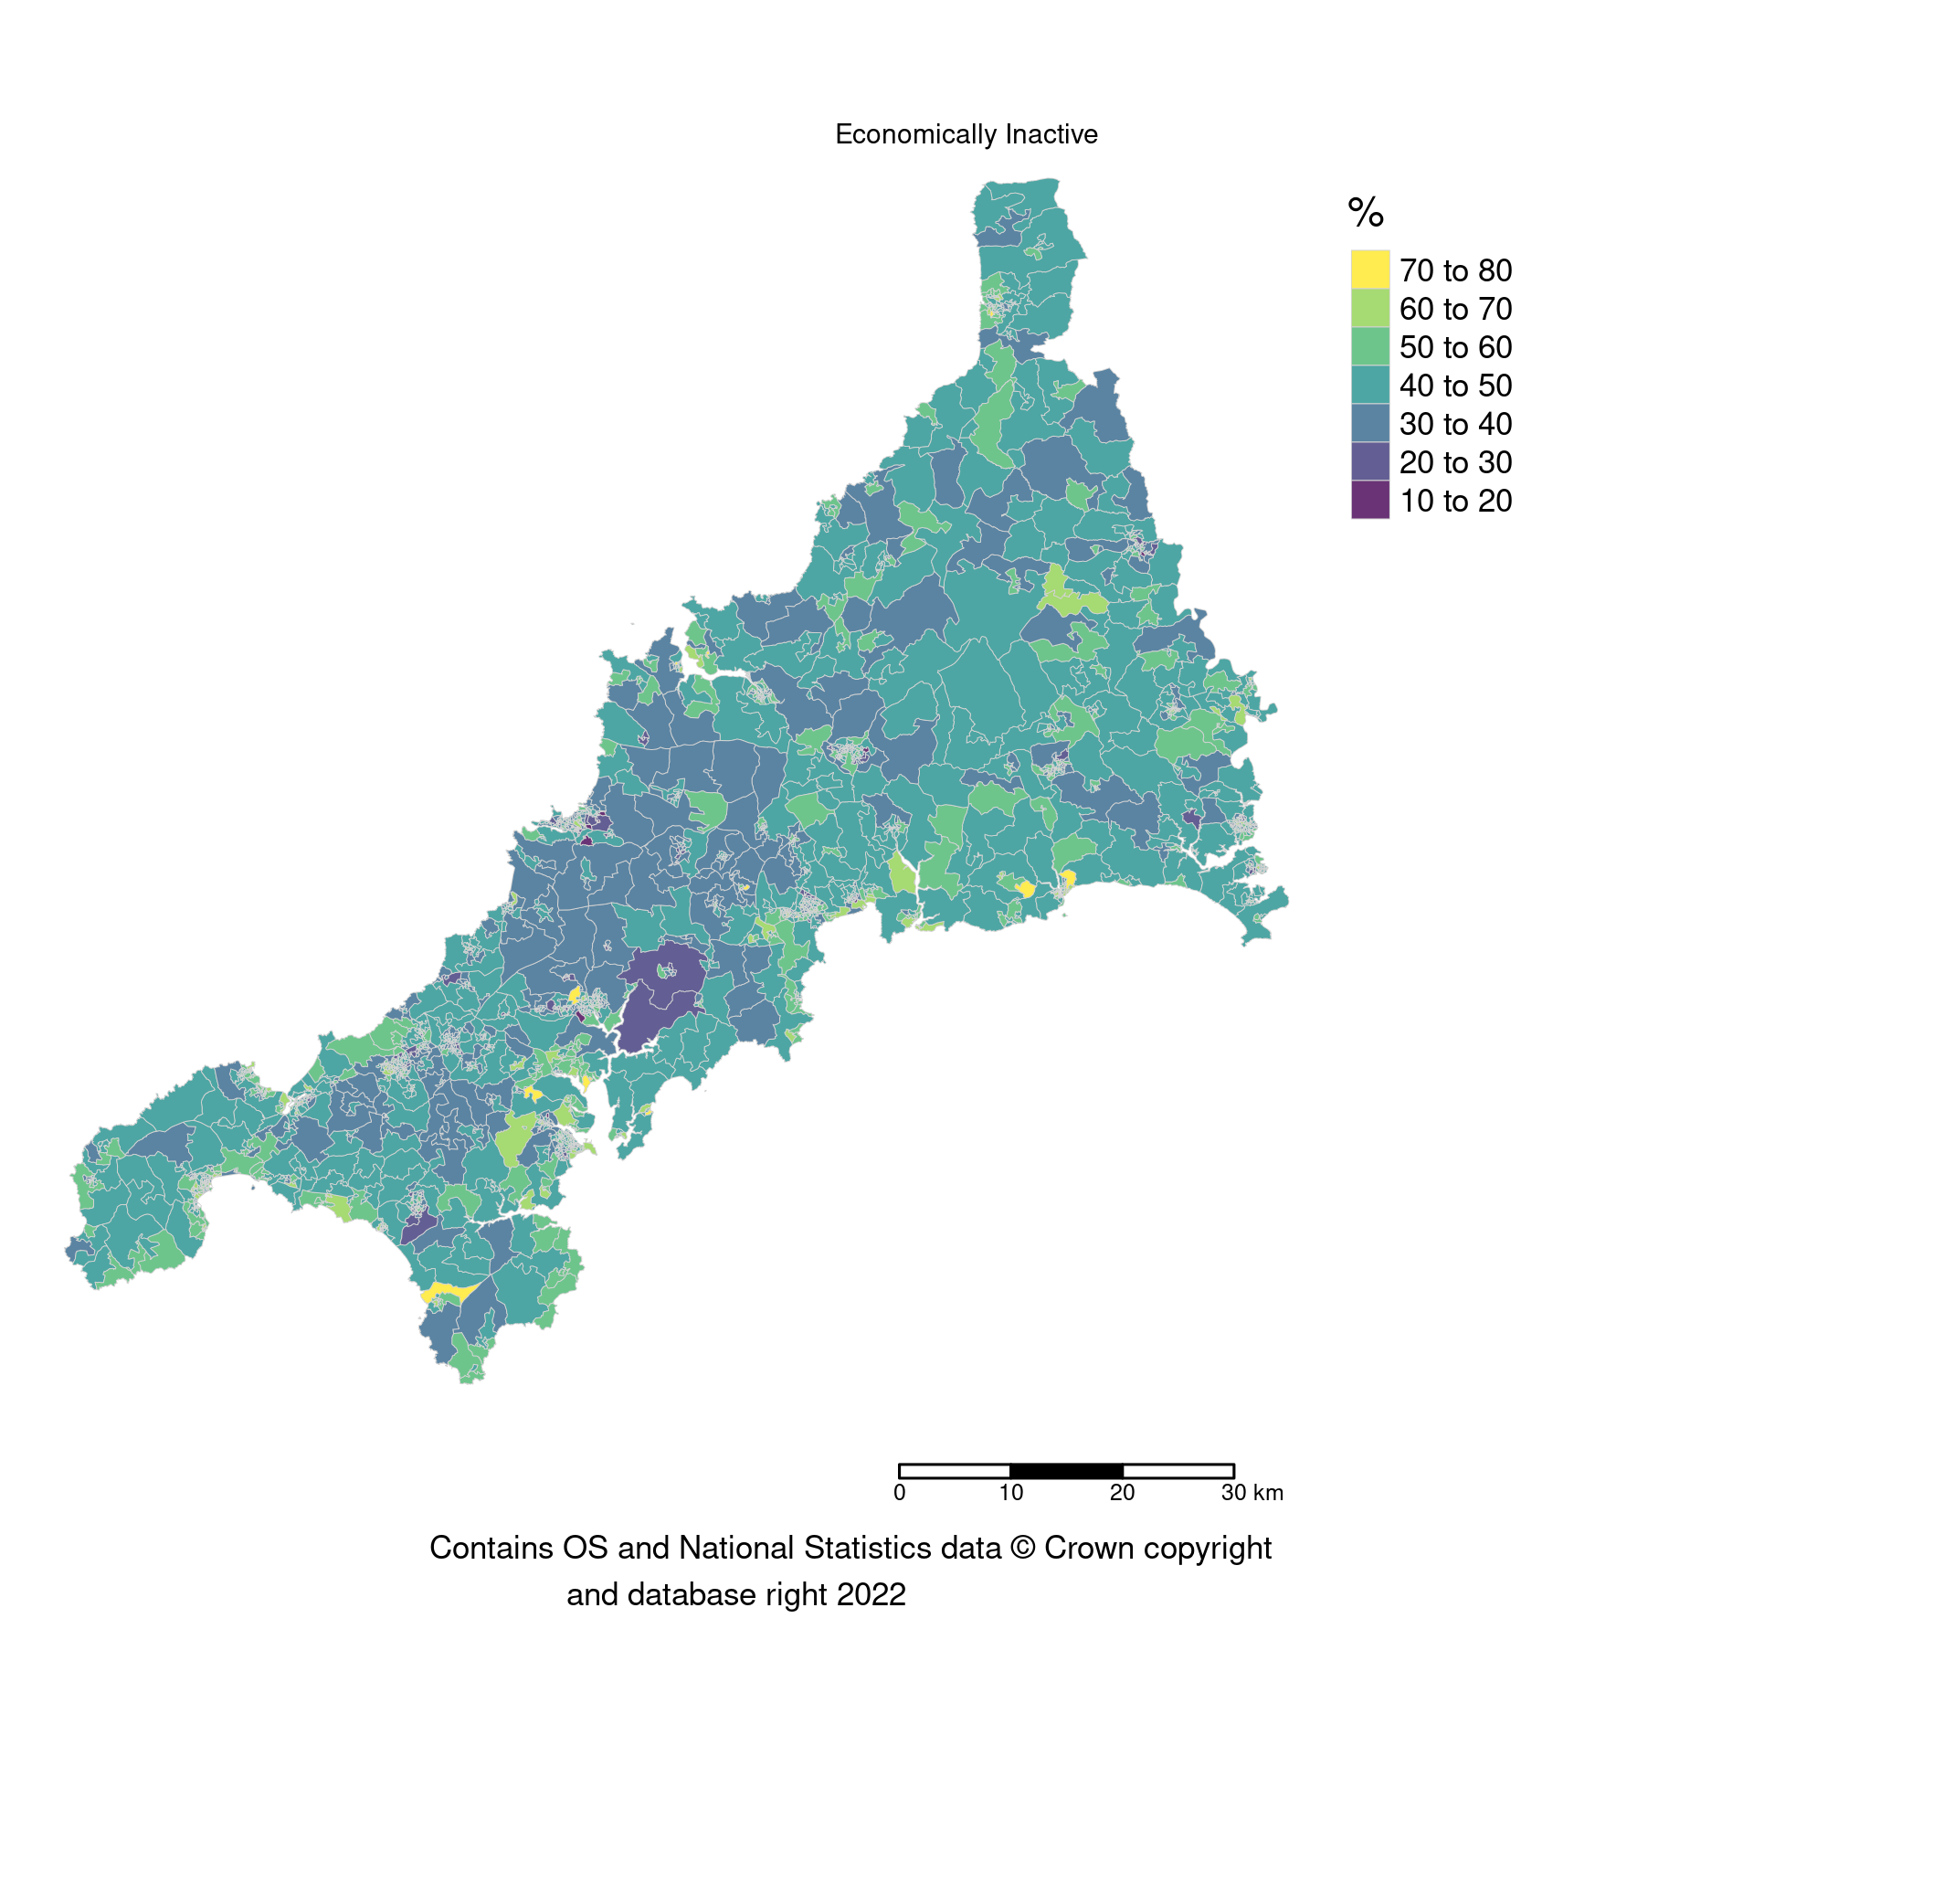 Economically Inactive
%
70 to 80
60 to 70
50 to 60
40 to 50
30 to 40
20 to 30
10 to 20
0 10 20 30 km
Contains OS and National Statistics data © Crown copyright
and database right 2022